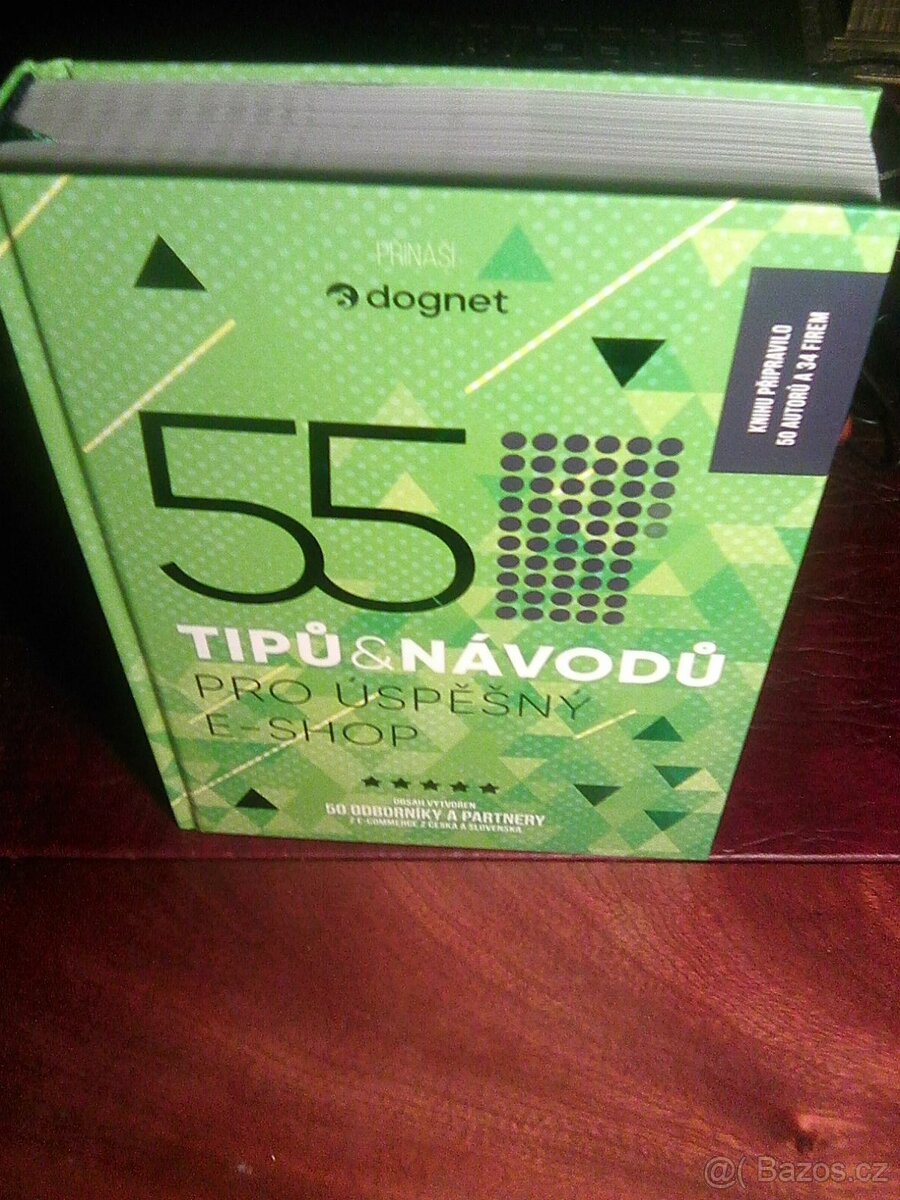 PŘINÁŠÍ
dognet
KNIHU PŘIPRAVILO
50 AUTORŮ A 34 FIREM
55
TIPŮ & NÁVODŮ
PRO ÚSPĚŠNÝ
E-SHOP
OBSAH VYTVOŘEN
50 ODBORNÍKY A PARTNERY
Z E-COMMERCE Z ČESKA A SLOVENSKA
@( Bazos.cz